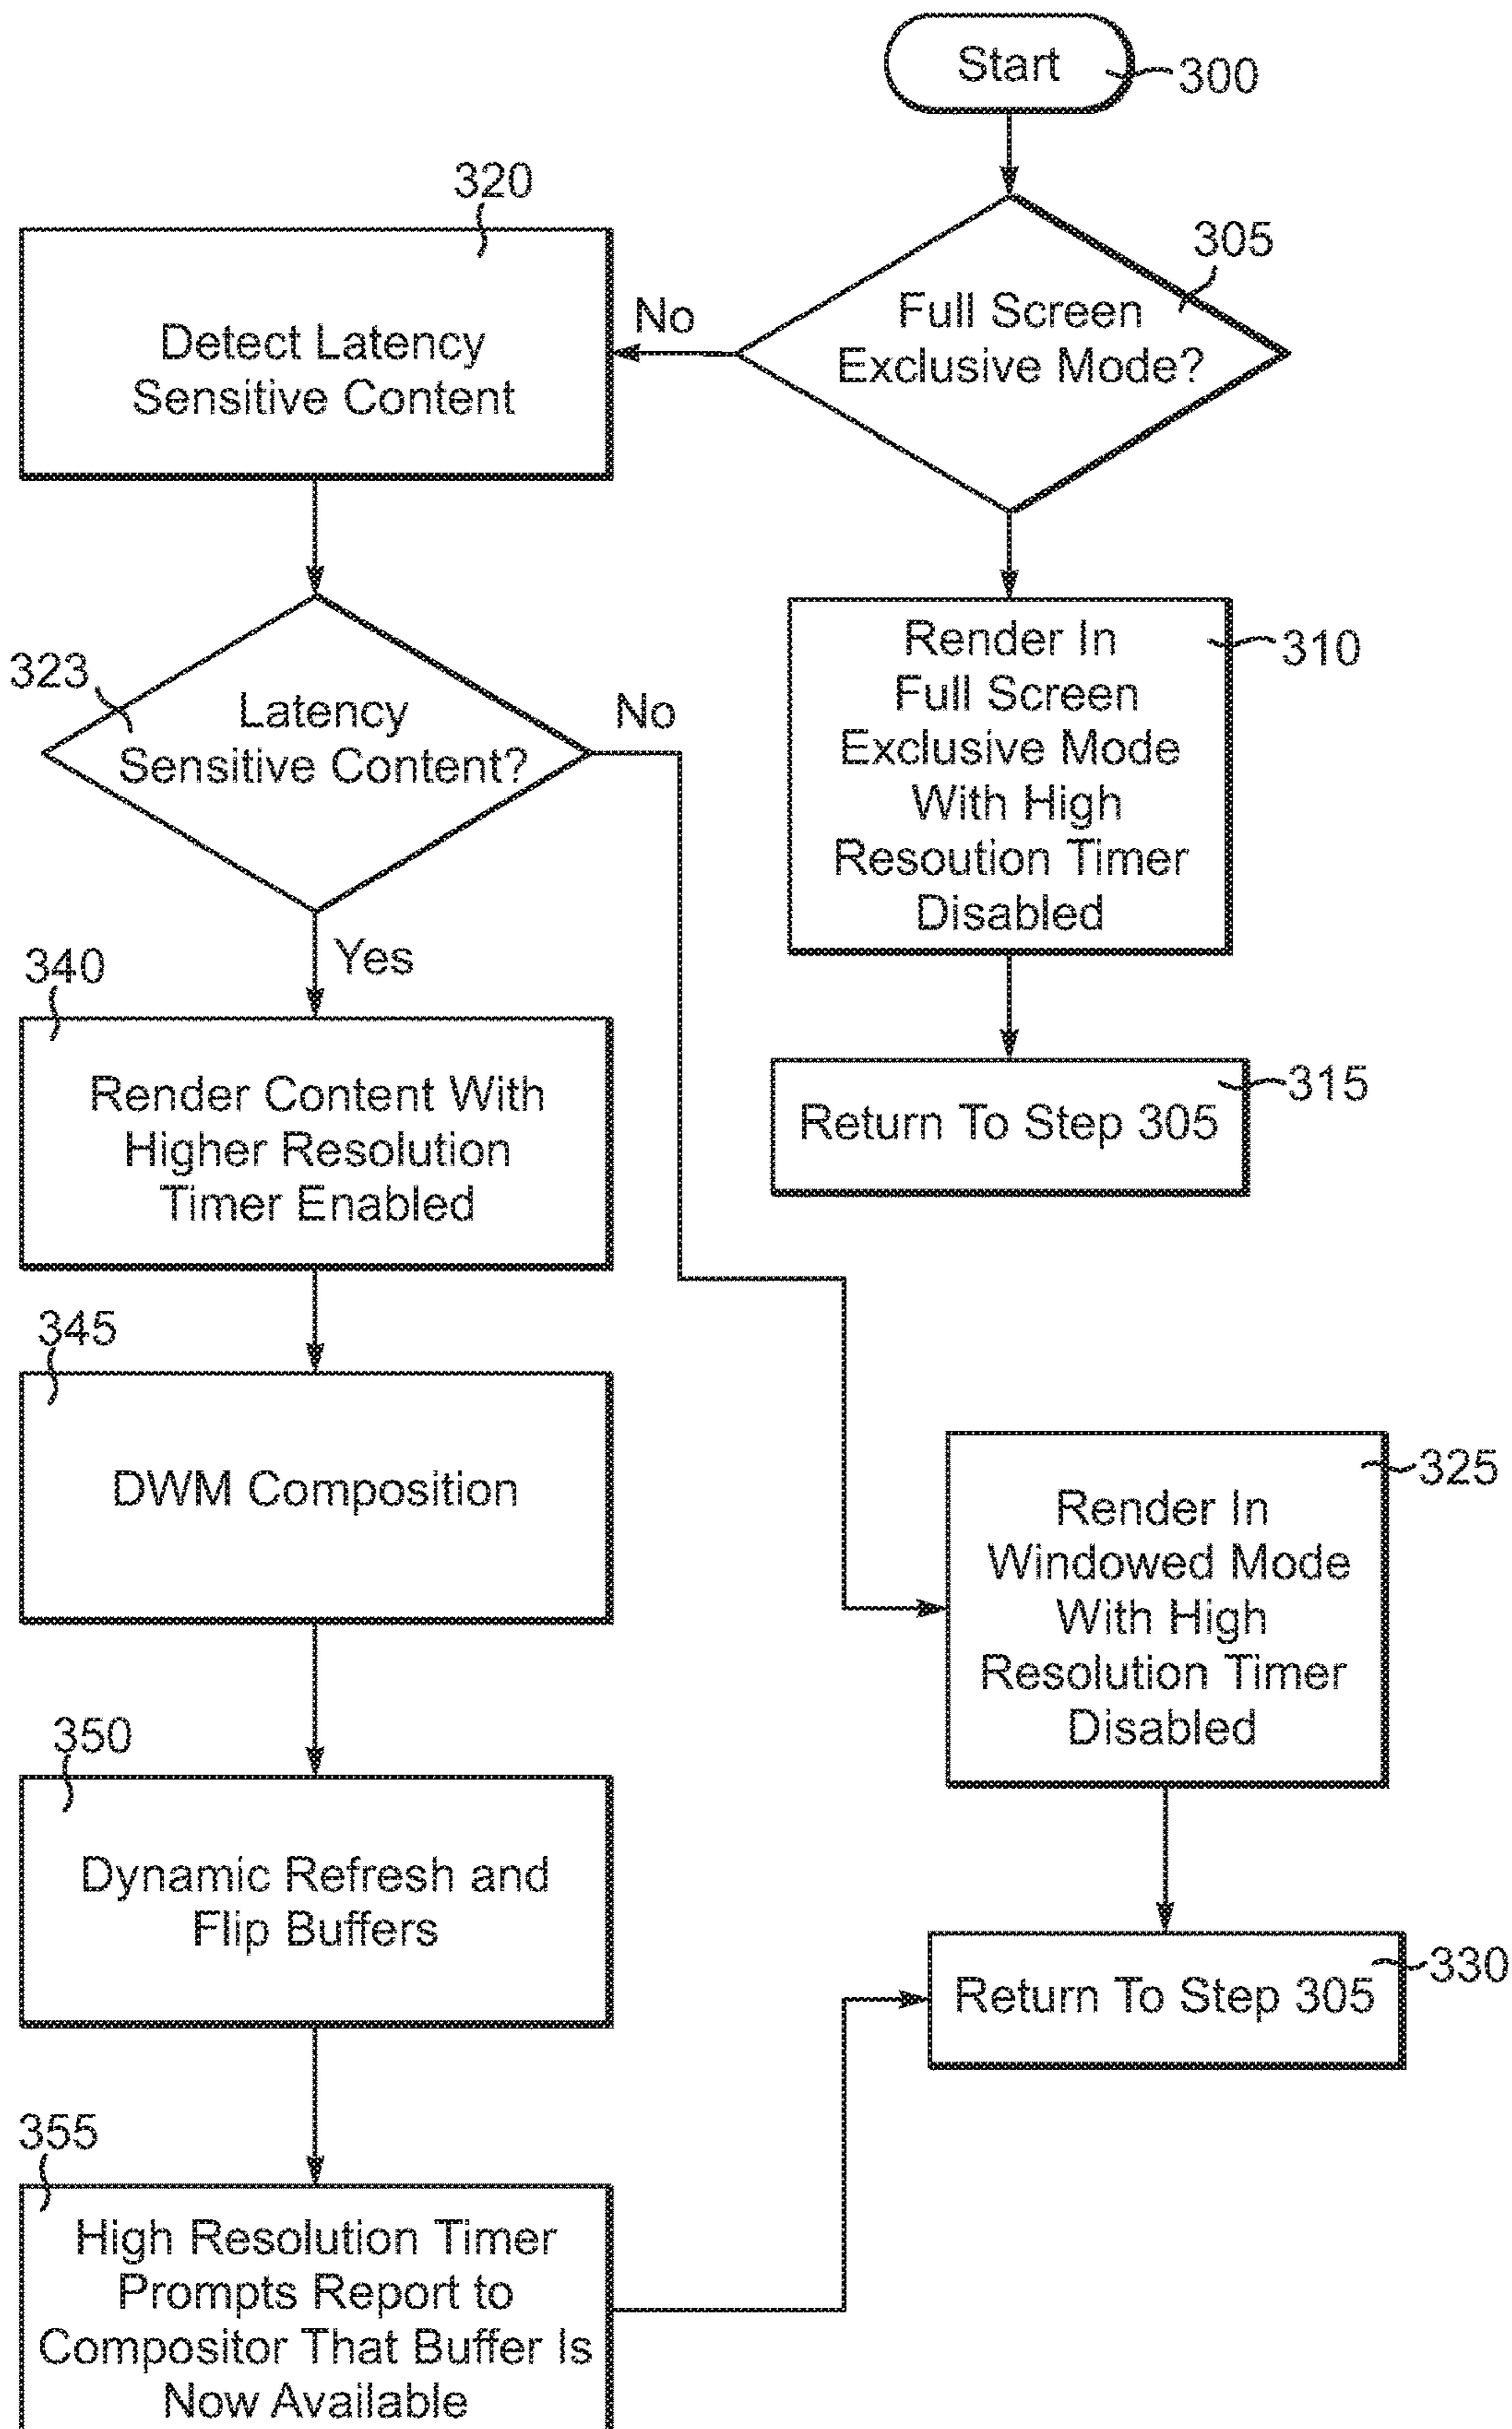 Start
300
305
Full Screen
Exclusive Mode?
No
320
Detect Latency
Sensitive Content
310
Render In
Full Screen
Exclusive Mode
With High
Resoution Timer
Disabled
315
Return To Step 305
323
Latency
Sensitive Content?
No
Yes
340
Render Content With
Higher Resolution
Timer Enabled
345
DWM Composition
325
Render In
Windowed Mode
With High
Resolution Timer
Disabled
350
Dynamic Refresh and
Flip Buffers
330
Return To Step 305
355
High Resolution Timer
Prompts Report to
Compositor That Buffer Is
Now Available